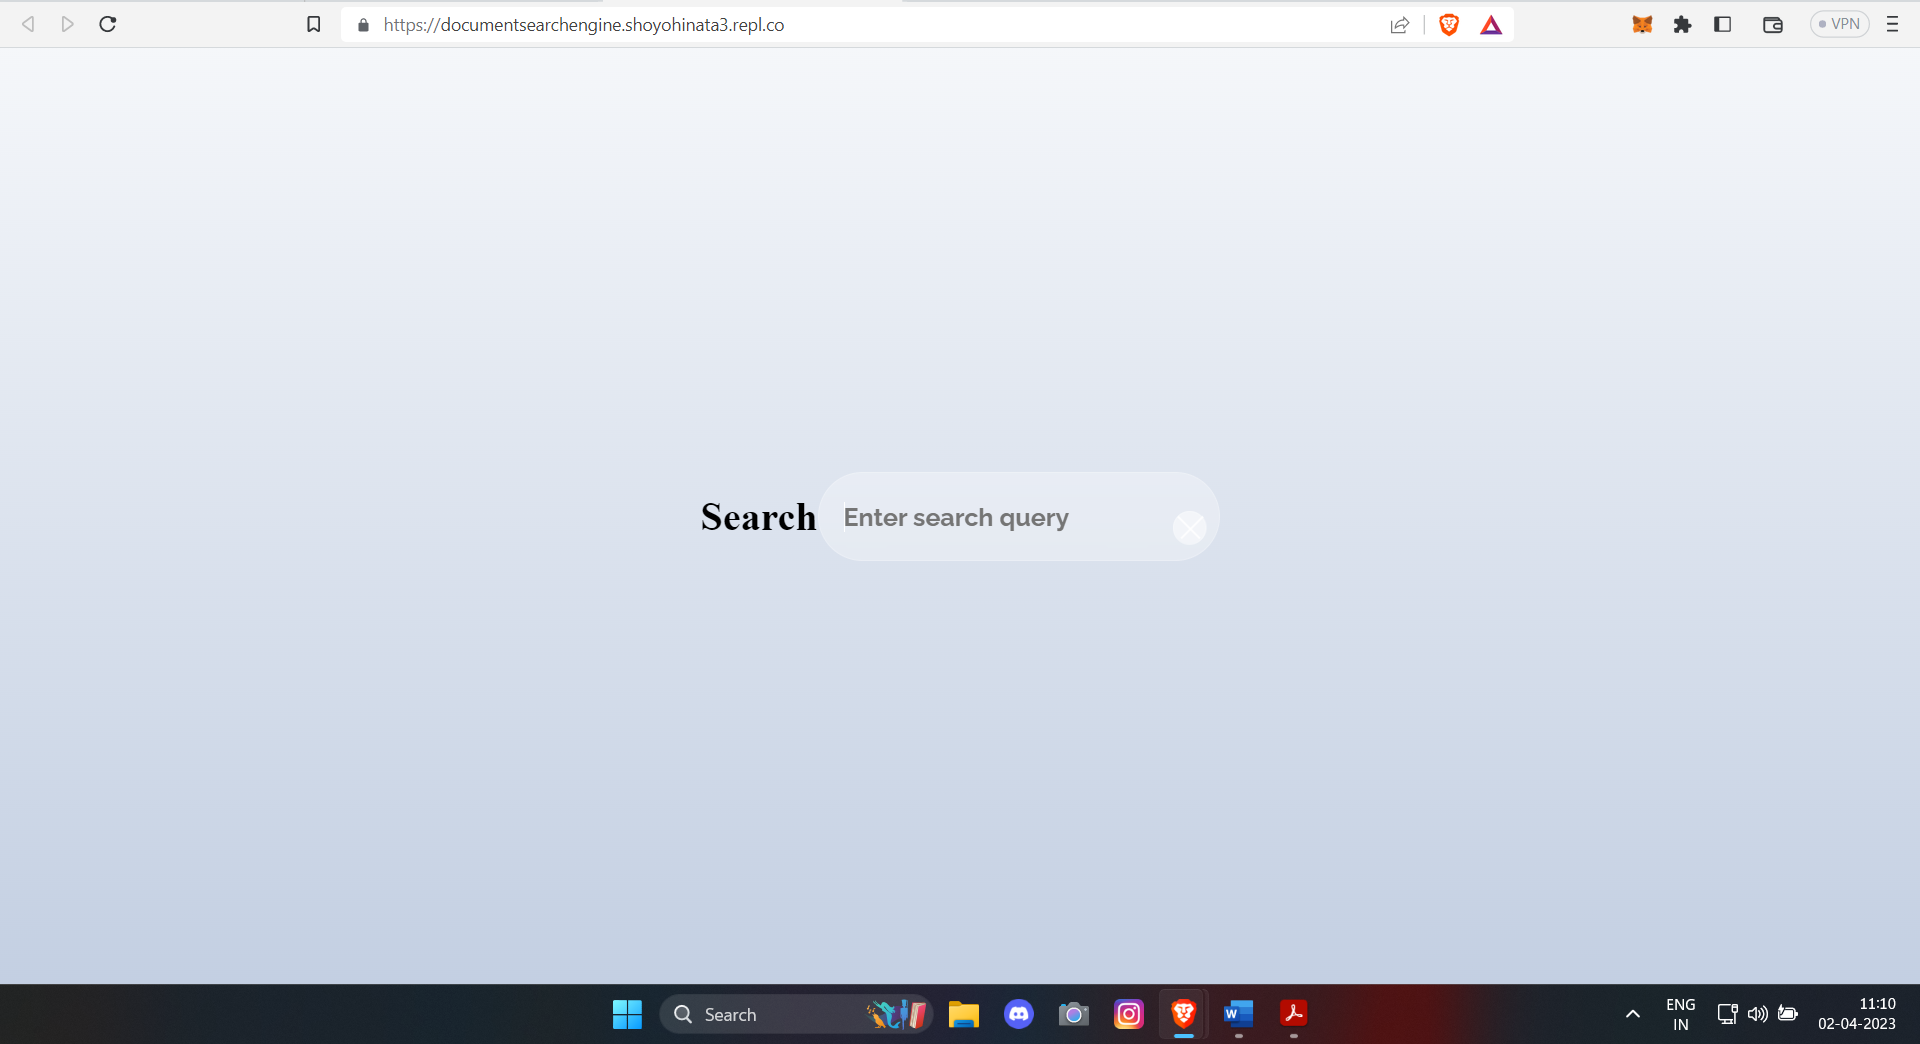 https://documentsearchengine.shoyohinata3.repl.co
VPN
Search
Enter search query
Search
W
ENG
IN
11:10
02-04-2023